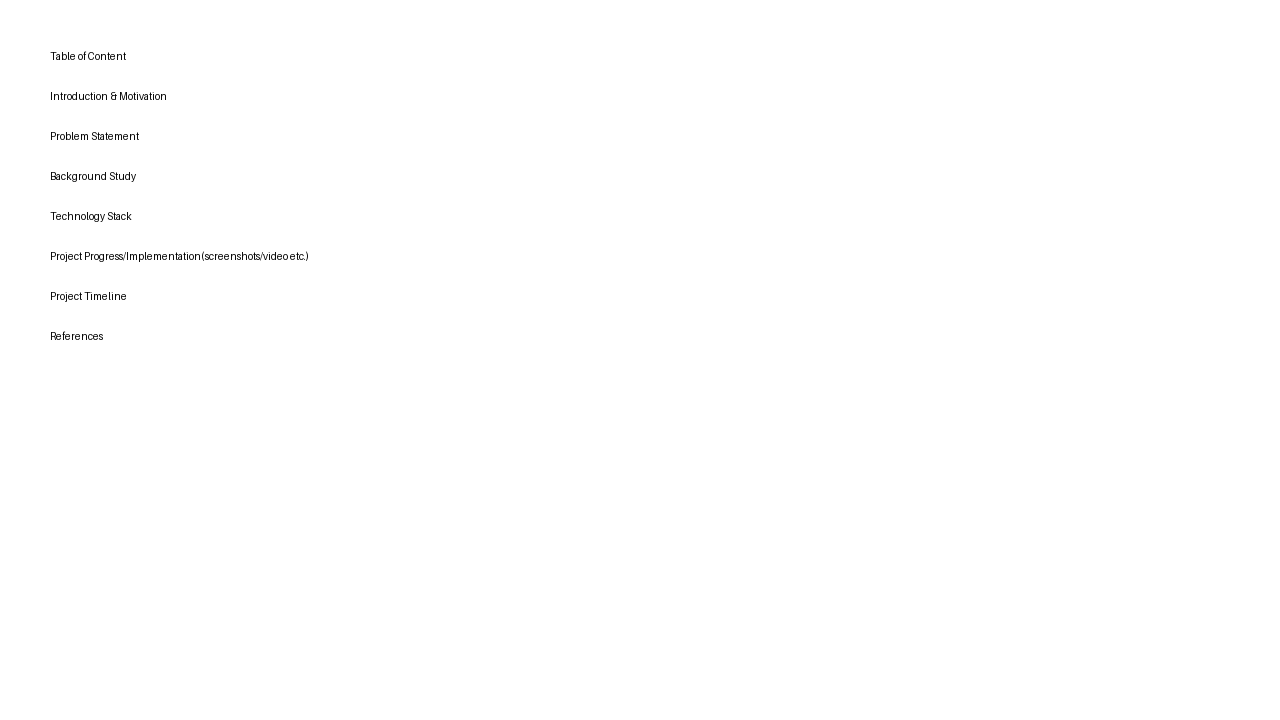 Table of Content
Introduction & Motivation
Problem Statement
Background Study
Technology Stack
Project Progress/Implementation(screenshots/video etc.)
Project Timeline
References